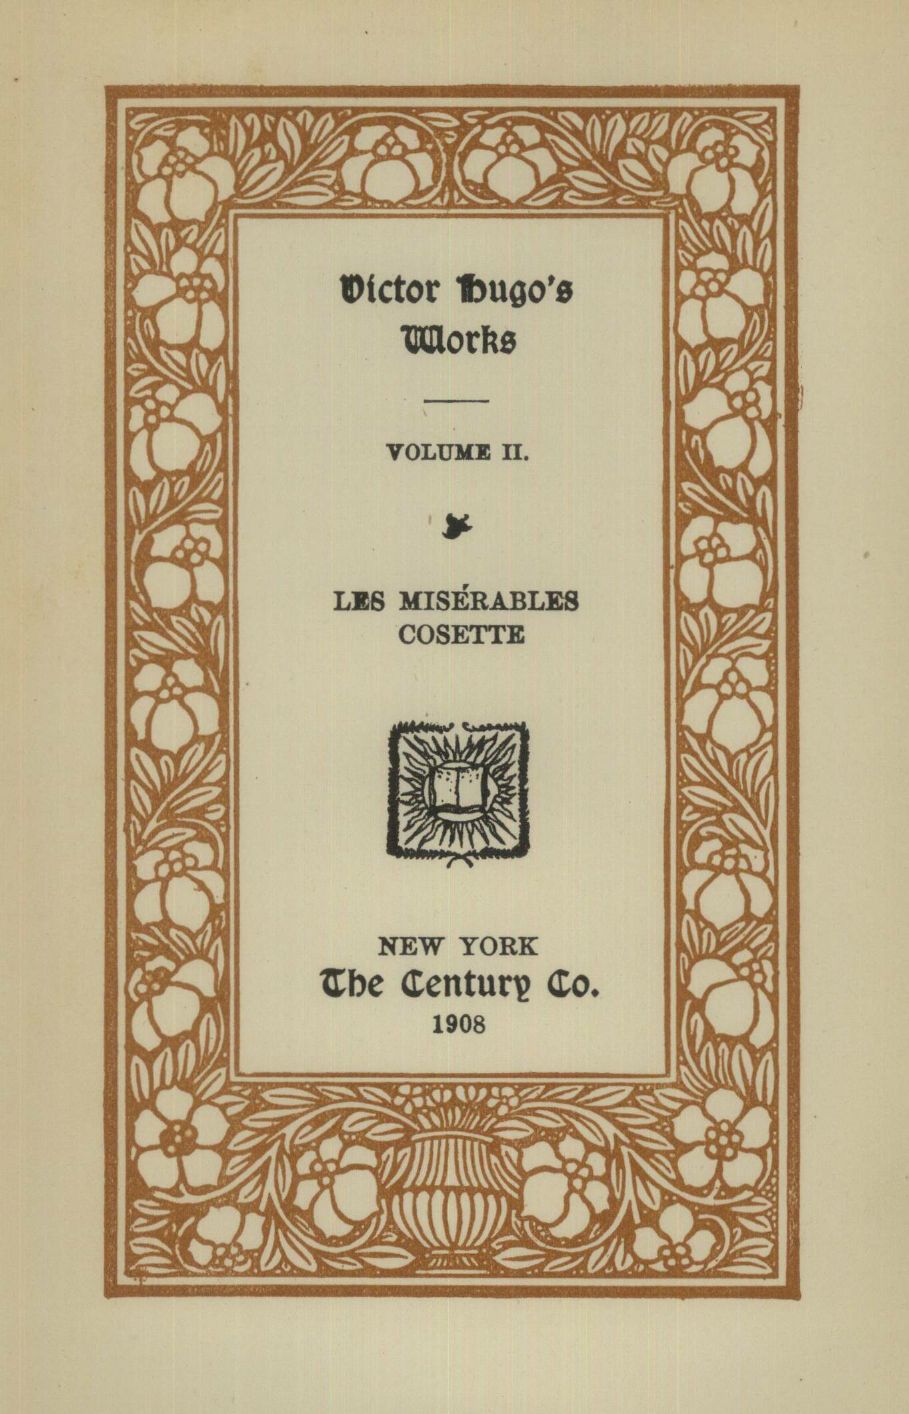 Victor Hugo's
Works
VOLUME II.
LES MISÉRABLES
COSETTE
NEW YORK
The Century Co.
1908